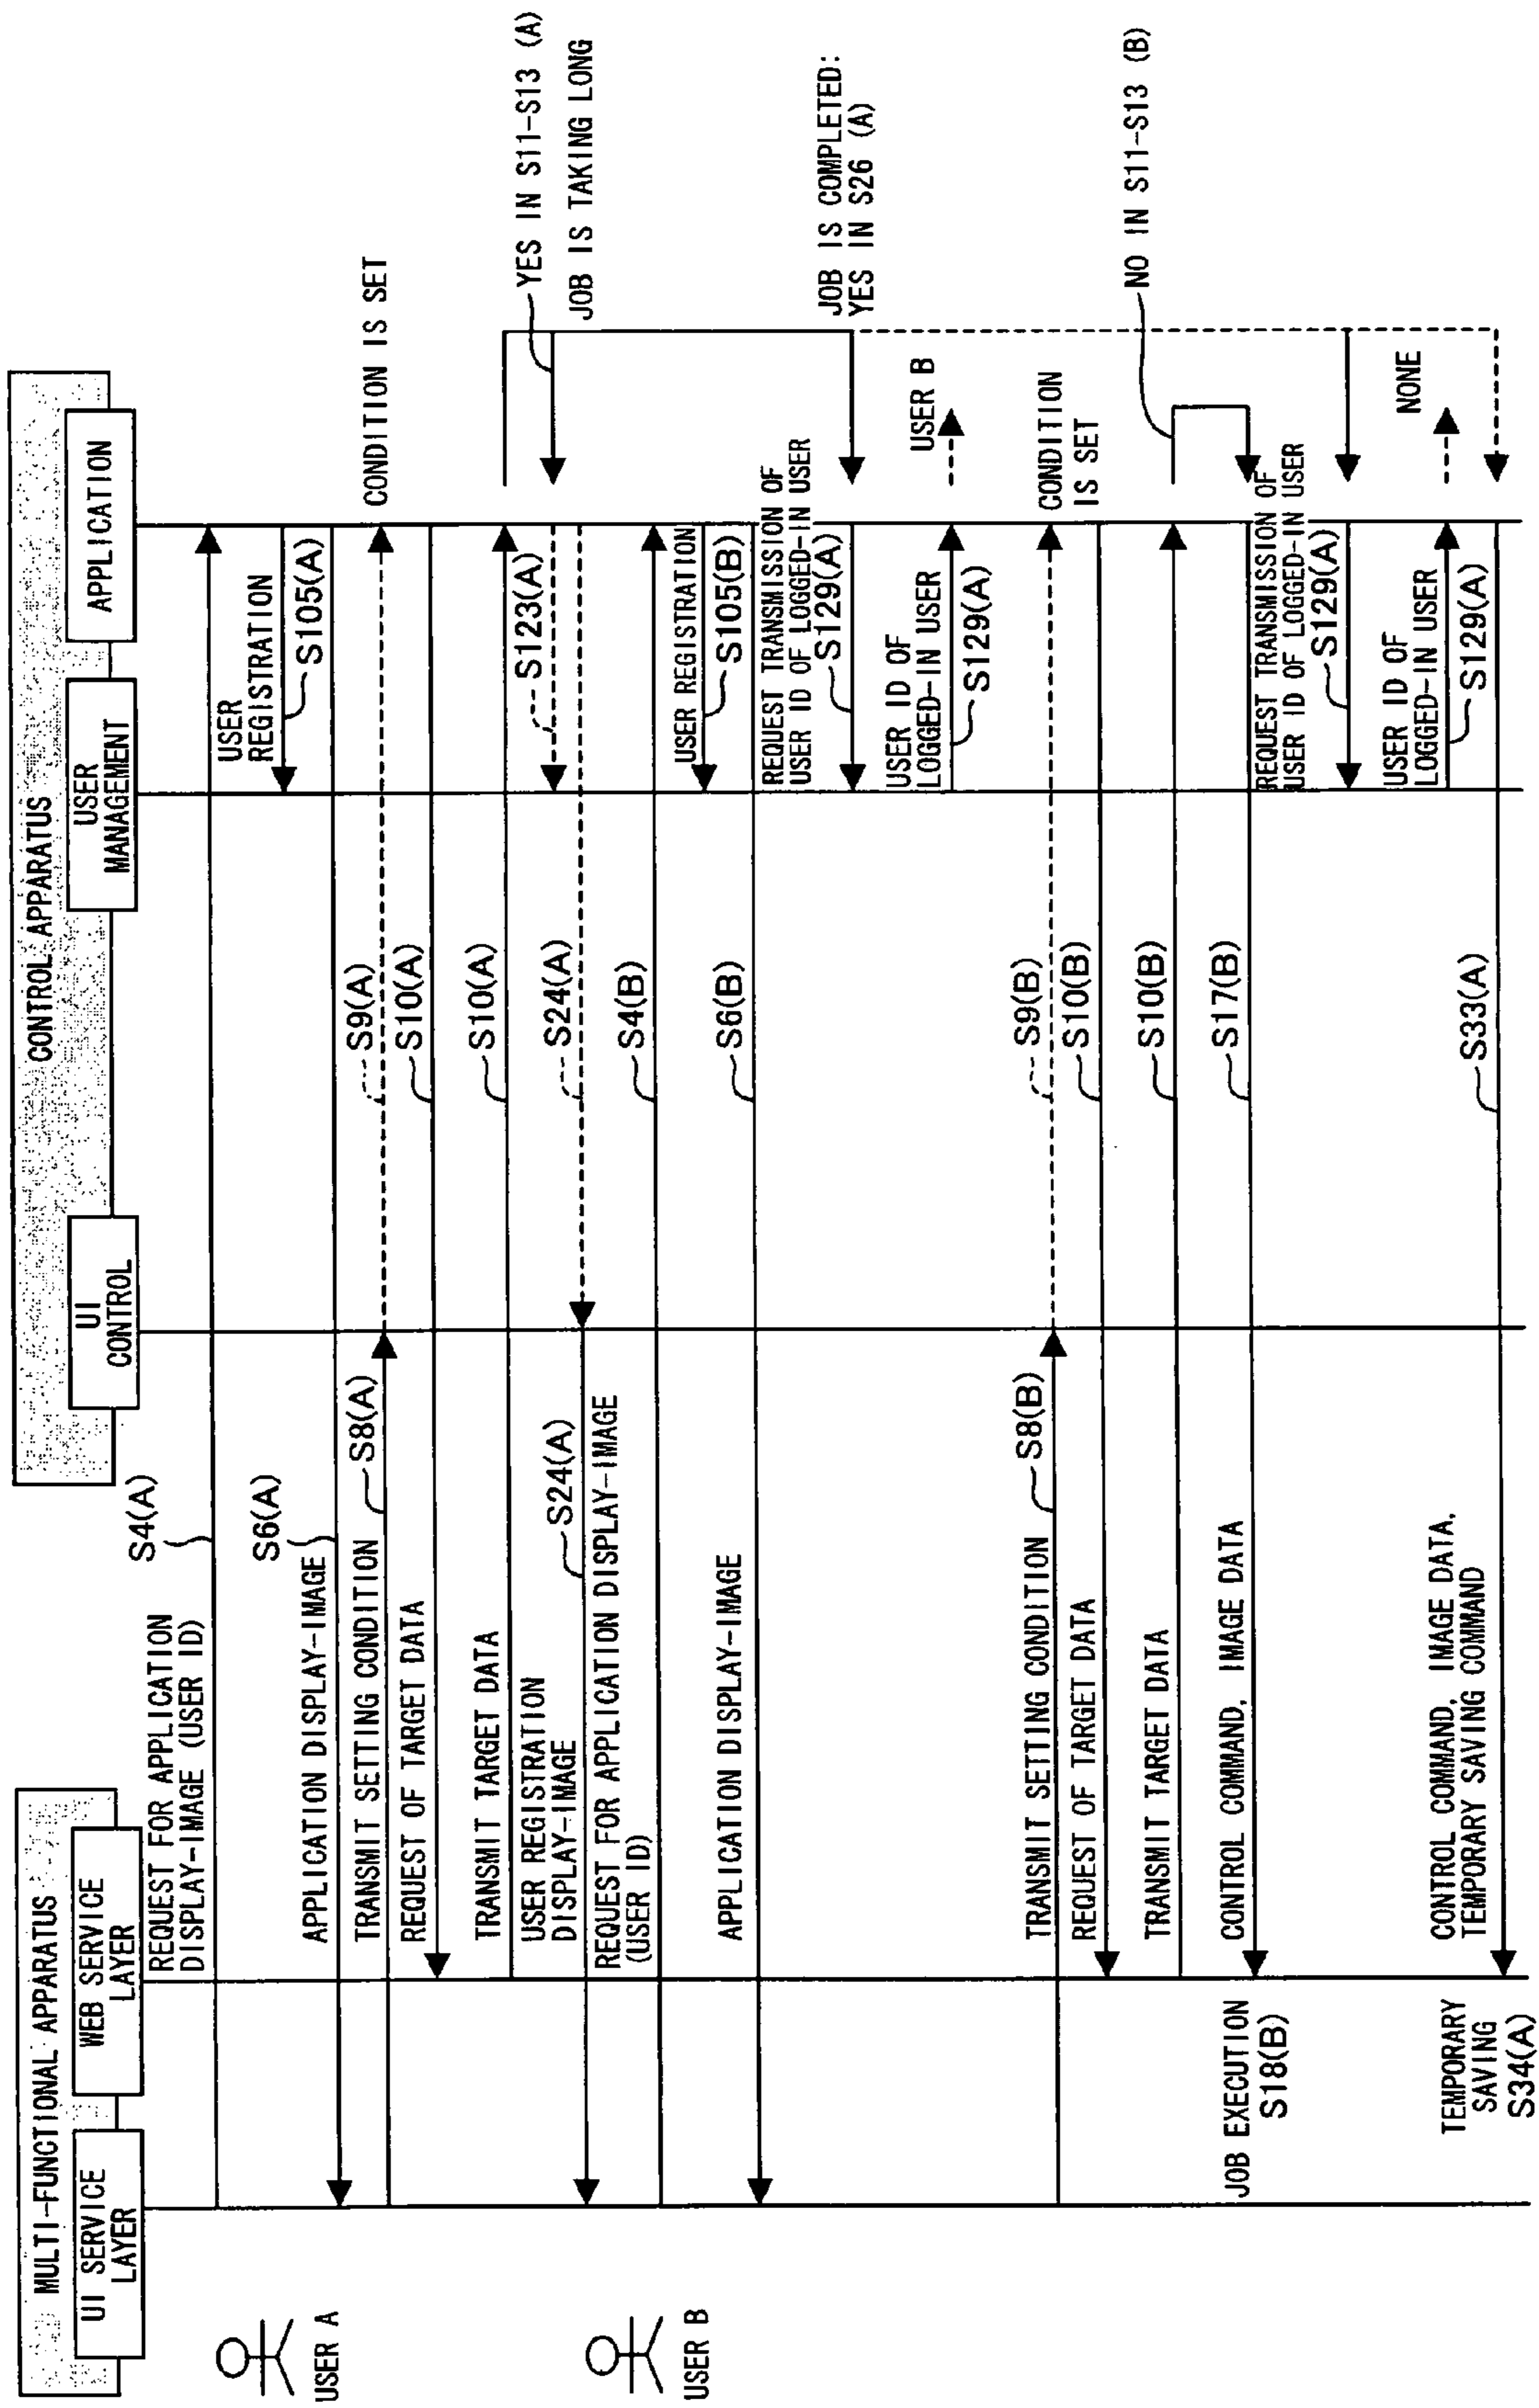 MULTI-FUNCTIONAL APPARATUS
CONTROL APPARATUS
UI SERVICE
LAYER
WEB SERVICE
LAYER
UI
CONTROL
USER
MANAGEMENT
APPLICATION
USER A
REQUEST FOR APPLICATION
DISPLAY-IMAGE (USER ID)
S4(A)
USER
REGISTRATION
S105(A)
APPLICATION DISPLAY-IMAGE
S6(A)
TRANSMIT SETTING CONDITION
S8(A)
S9(A)
CONDITION IS SET
REQUEST OF TARGET DATA
S10(A)
TRANSMIT TARGET DATA
S10(A)
YES IN S11-S13 (A)
JOB IS TAKING LONG
S123(A)
USER REGISTRATION
DISPLAY-IMAGE
S24(A)
S24(A)
USER B
REQUEST FOR APPLICATION DISPLAY-IMAGE
(USER ID)
S4(B)
USER REGISTRATION
S105(B)
APPLICATION DISPLAY-IMAGE
S6(B)
REQUEST TRANSMISSION OF
USER ID OF LOGGED-IN USER
S129(A)
JOB IS COMPLETED:
YES IN S26 (A)
USER ID OF
LOGGED-IN USER
S129(A)
USER B
TRANSMIT SETTING CONDITION
S8(B)
S9(B)
CONDITION
IS SET
REQUEST OF TARGET DATA
S10(B)
TRANSMIT TARGET DATA
S10(B)
NO IN S11-S13 (B)
CONTROL COMMAND, IMAGE DATA
S17(B)
JOB EXECUTION
S18(B)
REQUEST TRANSMISSION OF
USER ID OF LOGGED-IN USER
S129(A)
USER ID OF
LOGGED-IN USER
S129(A)
NONE
CONTROL COMMAND, IMAGE DATA,
TEMPORARY SAVING COMMAND
S33(A)
TEMPORARY
SAVING
S34(A)